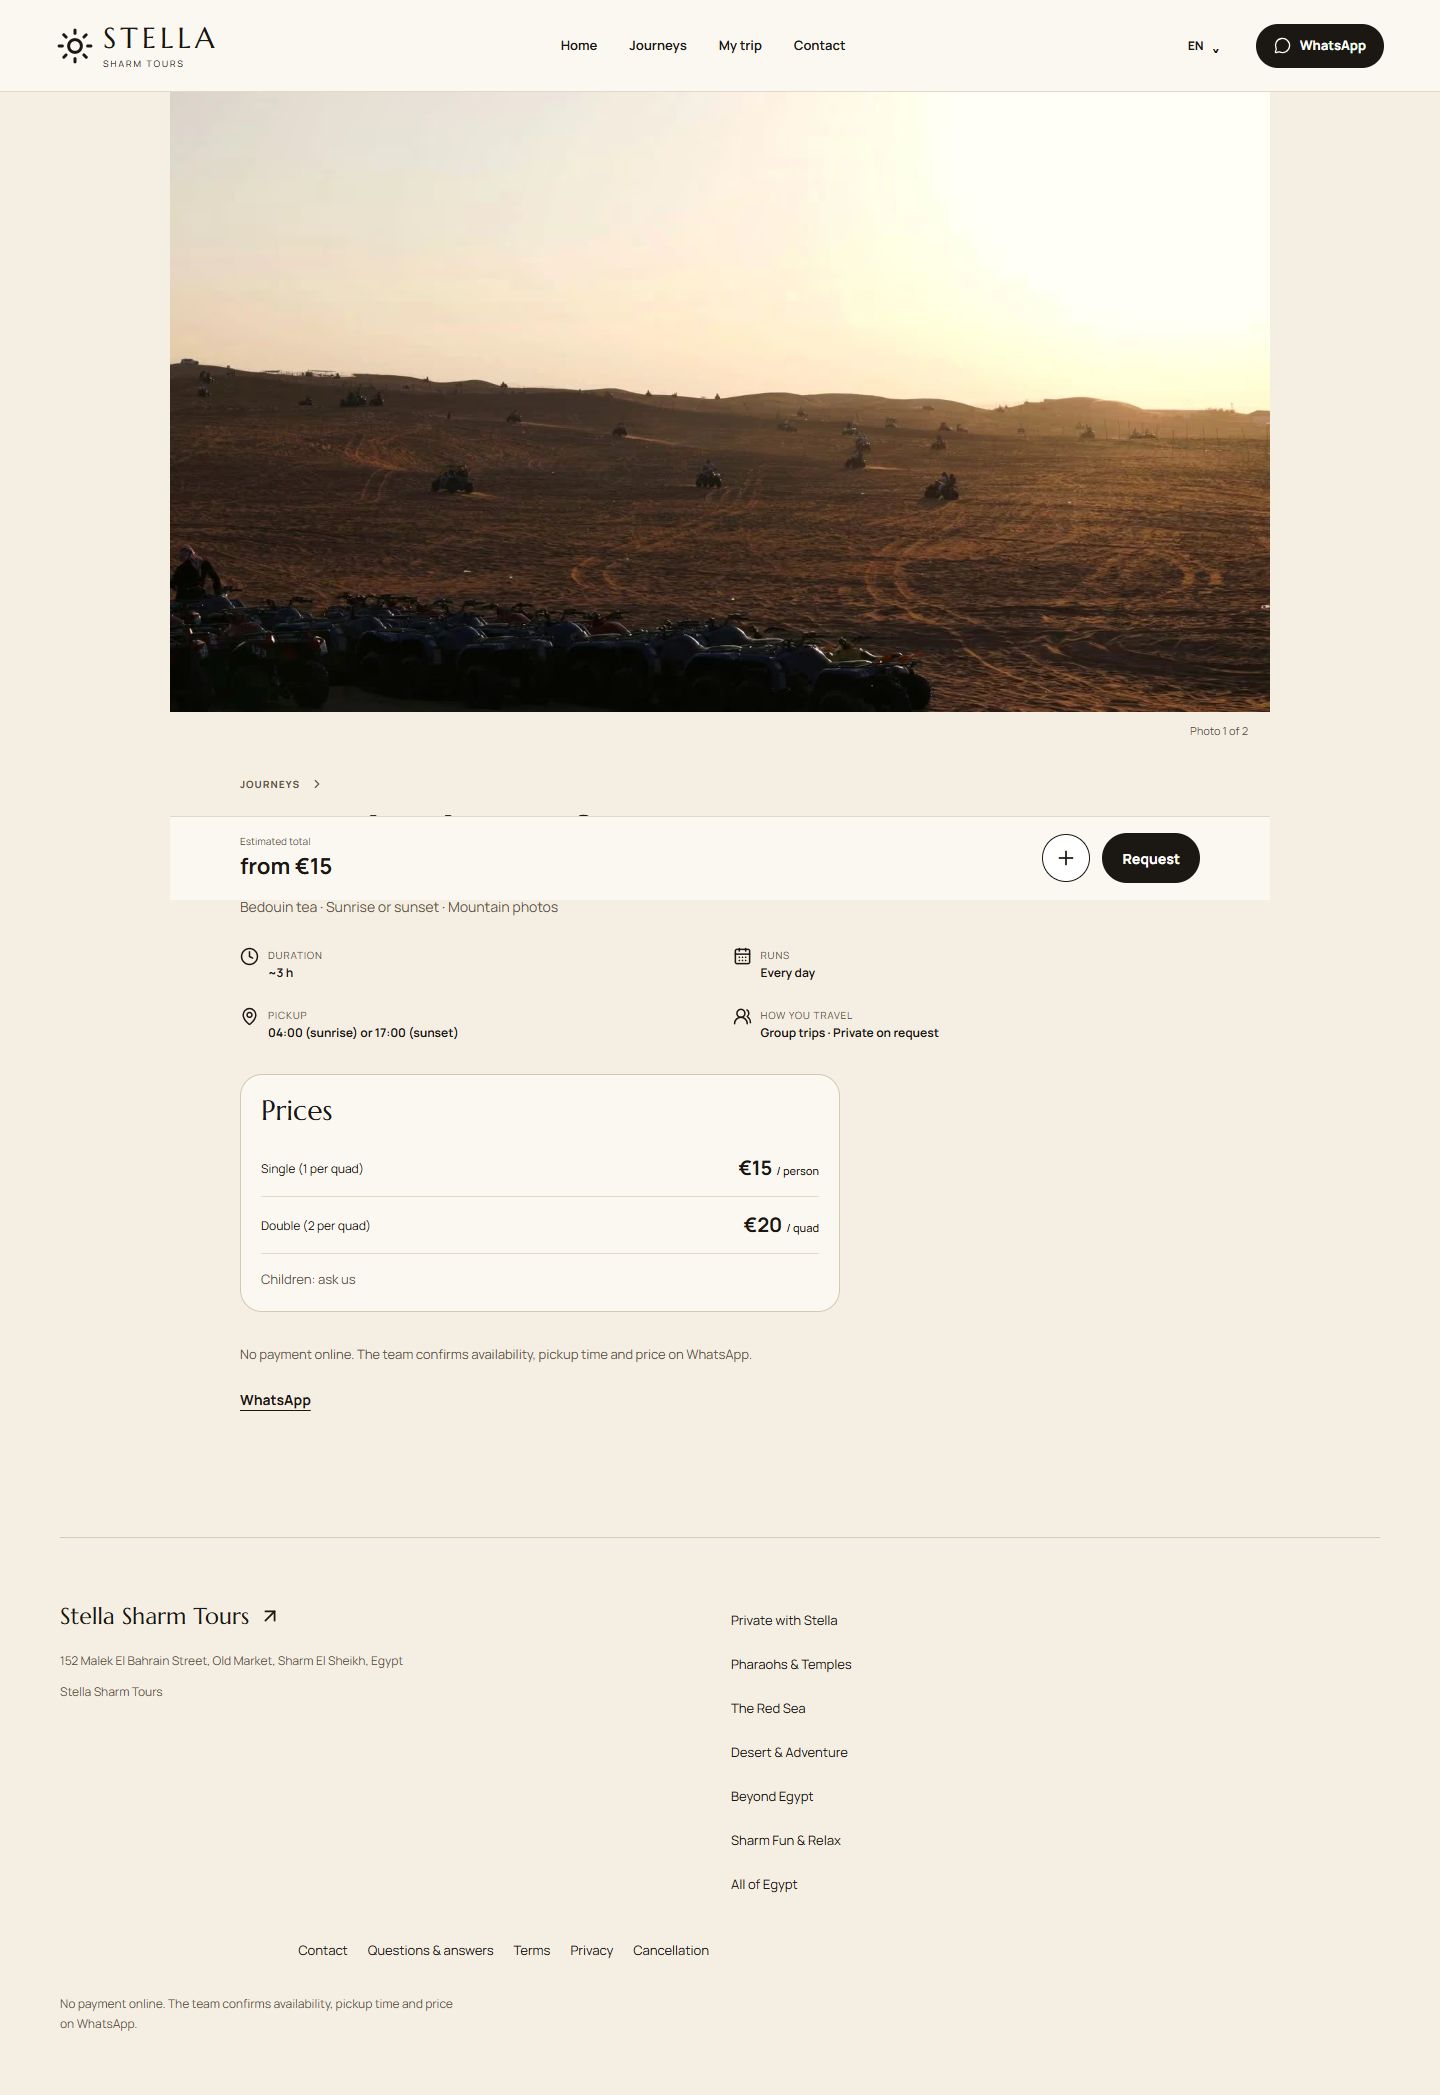 STELLA
SHARM TOURS
Home
Journeys
My trip
Contact
EN
WhatsApp
123
Photo 1 of 2
JOURNEYS
Estimated total
from €15
Request
Bedouin tea · Sunrise or sunset · Mountain photos
DURATION
~3 h
RUNS
Every day
PICKUP
04:00 (sunrise) or 17:00 (sunset)
HOW YOU TRAVEL
Group trips · Private on request
Prices
Single (1 per quad)
€15 / person
Double (2 per quad)
€20 / quad
Children: ask us
No payment online. The team confirms availability, pickup time and price on WhatsApp.
WhatsApp
Stella Sharm Tours
152 Malek El Bahrain Street, Old Market, Sharm El Sheikh, Egypt
Stella Sharm Tours
Private with Stella
Pharaohs & Temples
The Red Sea
Desert & Adventure
Beyond Egypt
Sharm Fun & Relax
All of Egypt
Contact
Questions & answers
Terms
Privacy
Cancellation
No payment online. The team confirms availability, pickup time and price
on WhatsApp.